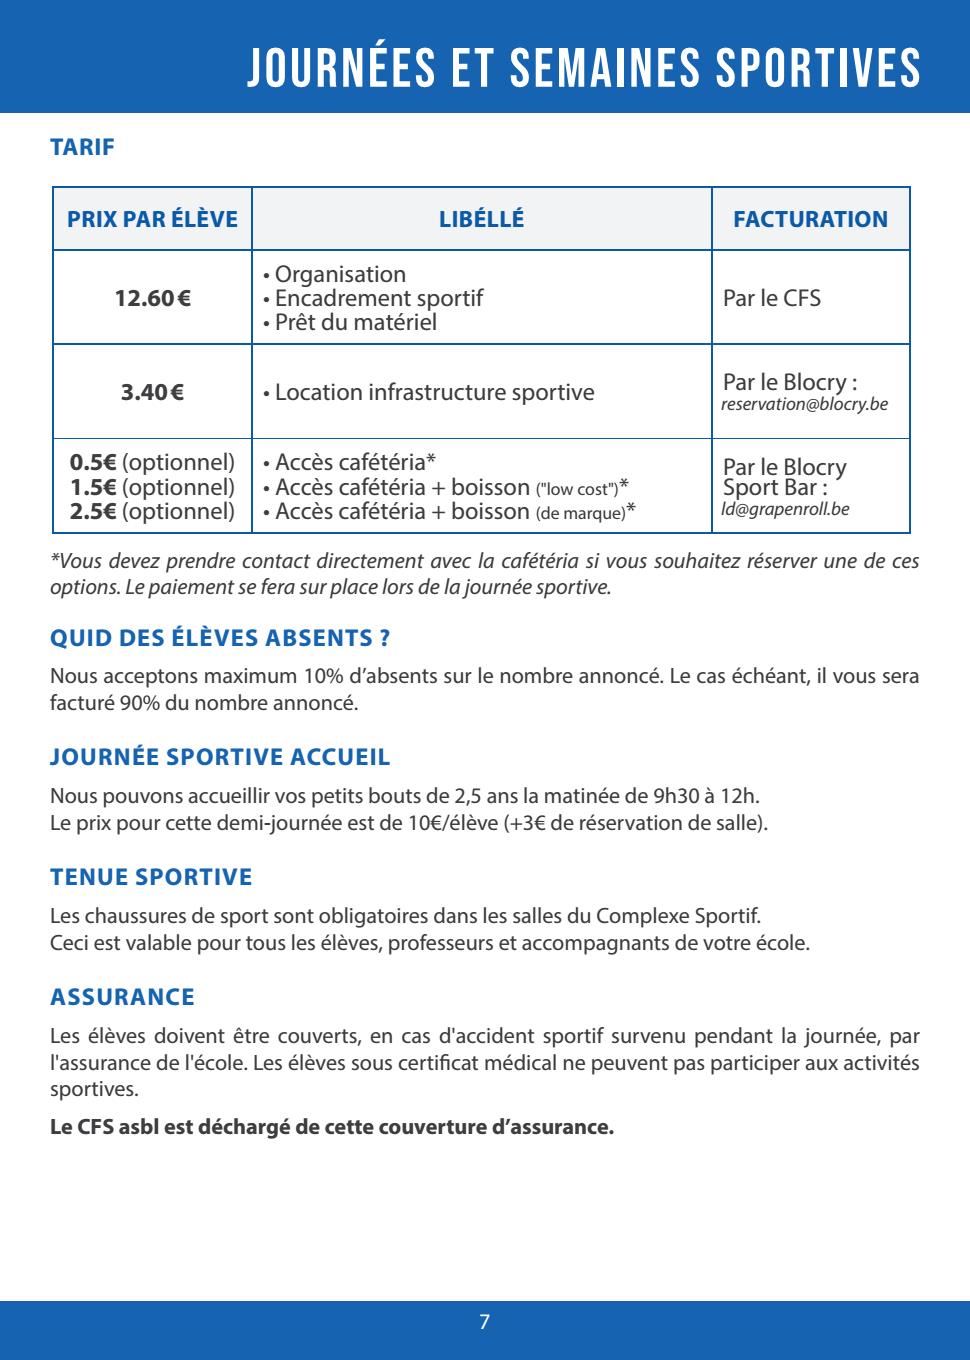 JOURNÉES ET SEMAINES SPORTIVES
TARIF
PRIX PAR ÉLÈVE
LIBÉLLÉ
FACTURATION
12.60€
• Organisation
• Encadrement sportif
• Prêt du matériel
Par le CFS
3.40€
• Location infrastructure sportive
Par le Blocry :
reservation@blocry.be
0.5€ (optionnel)
1.5€ (optionnel)
2.5€ (optionnel)
• Accès cafétéria*
• Accès cafétéria + boisson ("low cost")*
• Accès cafétéria + boisson (de marque)*
Par le Blocry
Sport Bar :
ld@grapenroll.be
*Vous devez prendre contact directement avec la cafétéria si vous souhaitez réserver une de ces
options. Le paiement se fera sur place lors de la journée sportive.
QUID DES ÉLÈVES ABSENTS ?
Nous acceptons maximum 10% d’absents sur le nombre annoncé. Le cas échéant, il vous sera
facturé 90% du nombre annoncé.
JOURNÉE SPORTIVE ACCUEIL
Nous pouvons accueillir vos petits bouts de 2,5 ans la matinée de 9h30 à 12h.
Le prix pour cette demi-journée est de 10€/élève (+3€ de réservation de salle).
TENUE SPORTIVE
Les chaussures de sport sont obligatoires dans les salles du Complexe Sportif.
Ceci est valable pour tous les élèves, professeurs et accompagnants de votre école.
ASSURANCE
Les élèves doivent être couverts, en cas d'accident sportif survenu pendant la journée, par
l'assurance de l'école. Les élèves sous certificat médical ne peuvent pas participer aux activités
sportives.
Le CFS asbl est déchargé de cette couverture d’assurance.
7